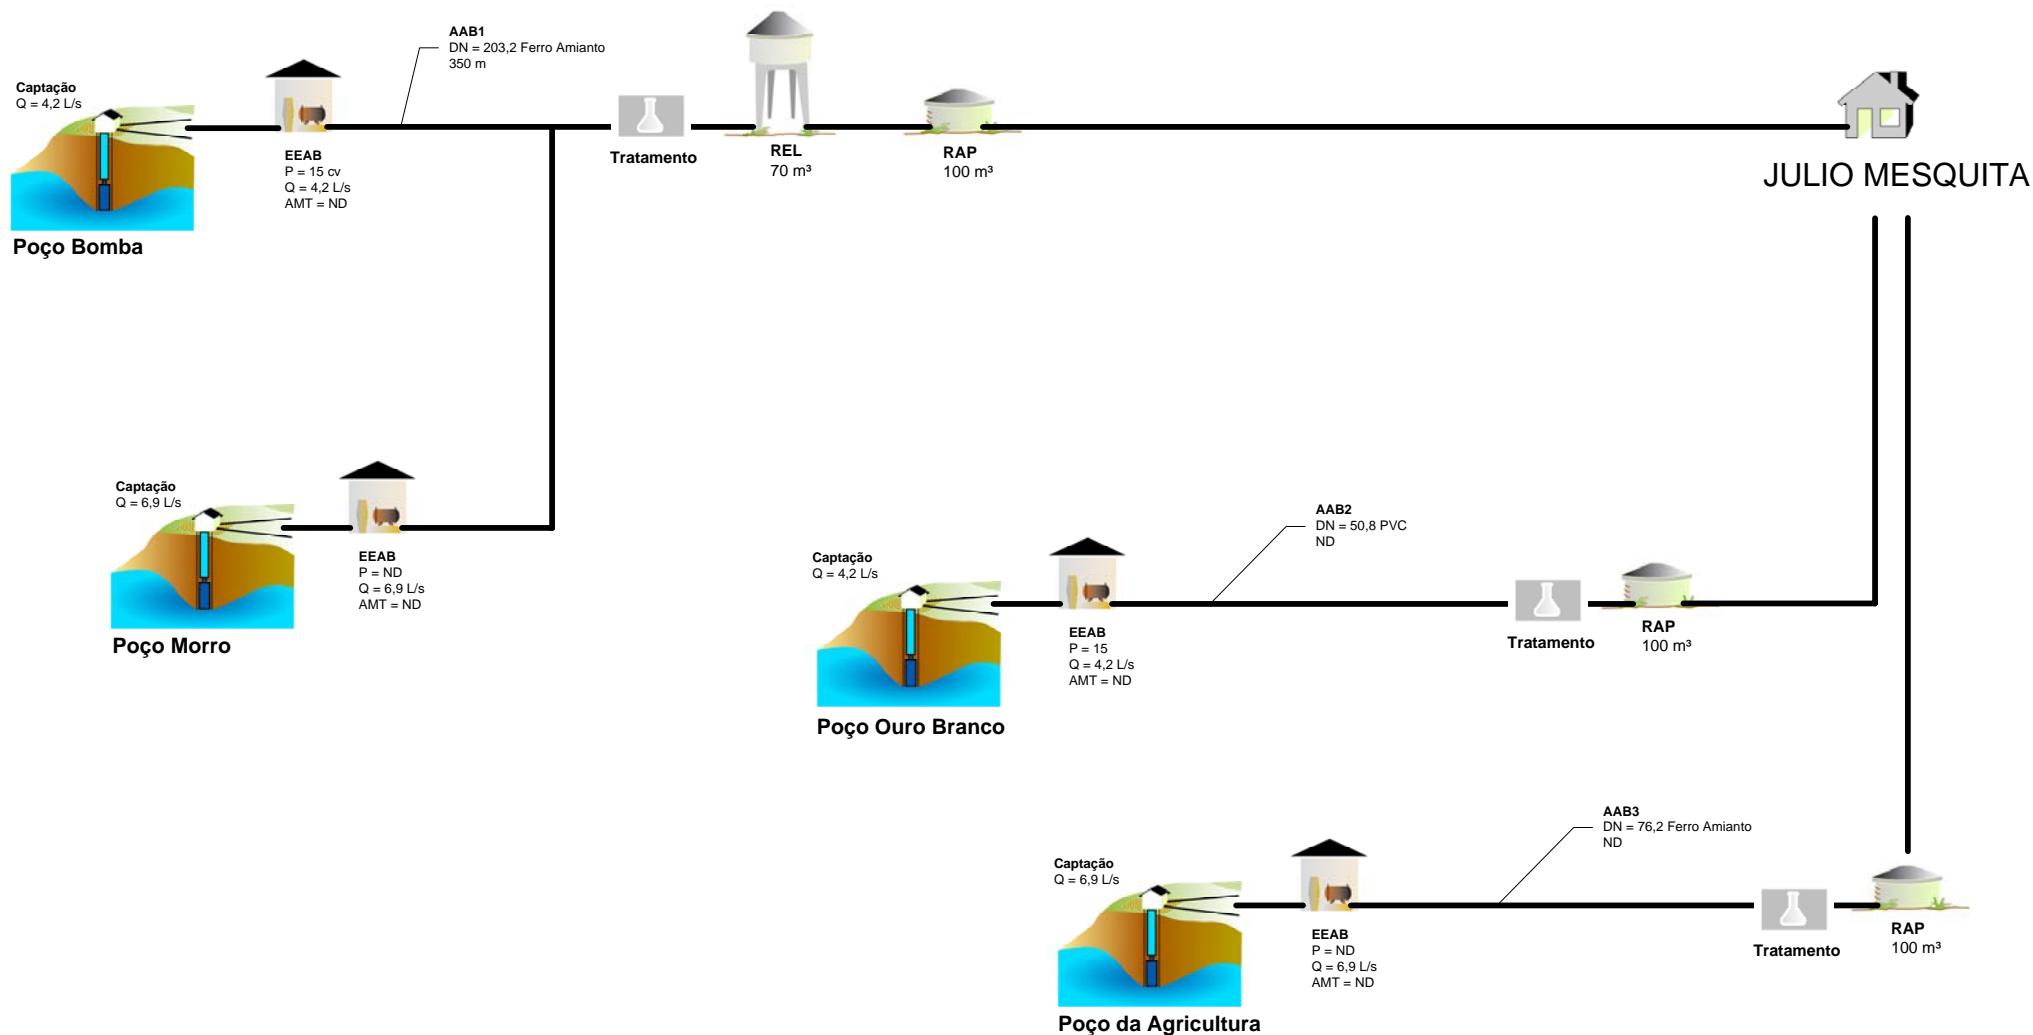 AAB1
DN = 203,2 Ferro Amianto
350 m
Captação
Q = 4,2 L/s
EEAB
P = 15 cv
Q = 4,2 L/s
AMT = ND
Poço Bomba
Tratamento
REL
70 m³
RAP
100 m³
JULIO MESQUITA
Captação
Q = 6,9 L/s
EEAB
P = ND
Q = 6,9 L/s
AMT = ND
Poço Morro
AAB2
DN = 50,8 PVC
ND
Captação
Q = 4,2 L/s
EEAB
P = 15
Q = 4,2 L/s
AMT = ND
Poço Ouro Branco
Tratamento
RAP
100 m³
AAB3
DN = 76,2 Ferro Amianto
ND
Captação
Q = 6,9 L/s
EEAB
P = ND
Q = 6,9 L/s
AMT = ND
Poço da Agricultura
Tratamento
RAP
100 m³